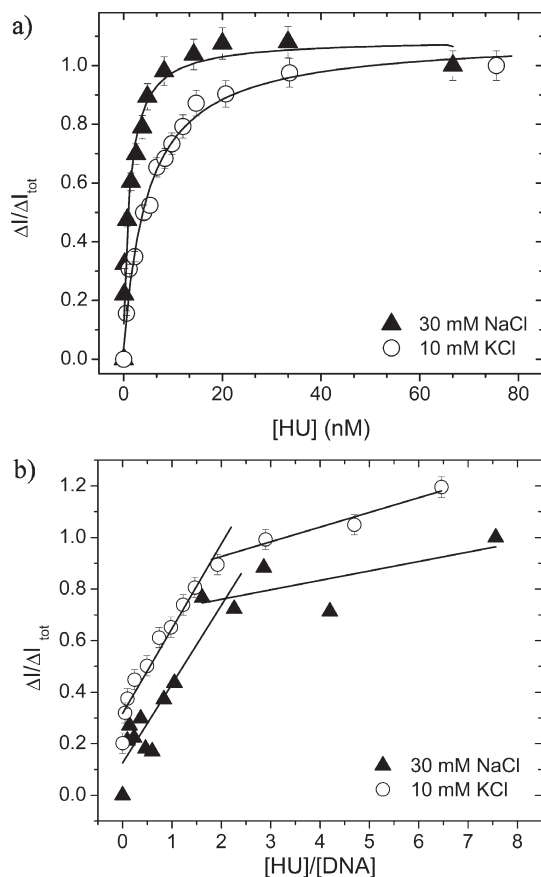 a)
1.0
0.8
0.6
0.4
0.2
0.0
ΔI/ΔI_tot
0 20 40 60 80
[HU] (nM)
30 mM NaCl
10 mM KCl
b)
1.2
1.0
0.8
0.6
0.4
0.2
0.0
ΔI/ΔI_tot
0 1 2 3 4 5 6 7 8
[HU]/[DNA]
30 mM NaCl
10 mM KCl